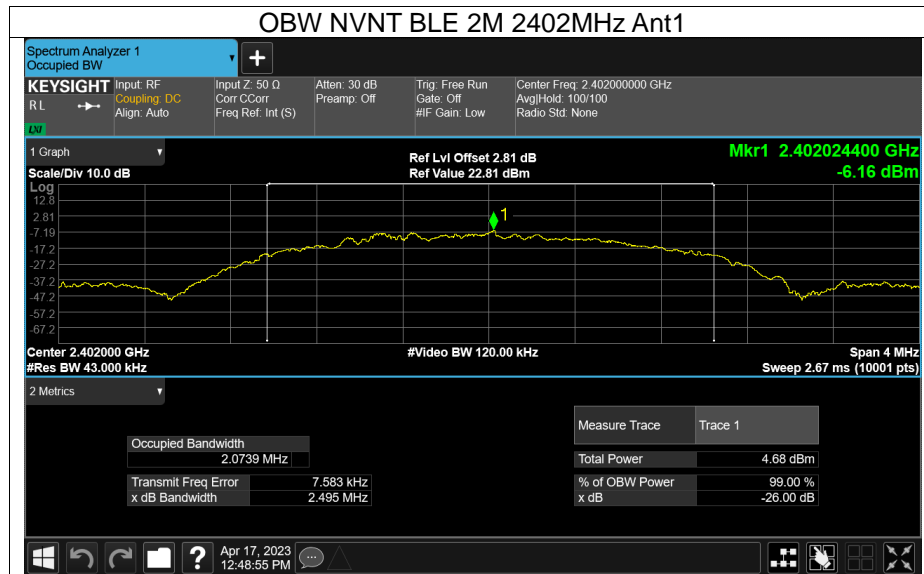 OBW NVNT BLE 2M 2402MHz Ant1
Spectrum Analyzer 1
Occupied BW
+
KEYSIGHT Input: RF Input Z: 50 Ω Atten: 30 dB Trig: Free Run Center Freq: 2.402000000 GHz
R L Coupling: DC Corr CCorr Preamp: Off Gate: Off Avg|Hold: 100/100
Align: Auto Freq Ref: Int (S) #IF Gain: Low Radio Std: None
LXI
1 Graph Ref Lvl Offset 2.81 dB Mkr1 2.402024400 GHz
Scale/Div 10.0 dB Ref Value 22.81 dBm -6.16 dBm
Log
12.8
2.81
1
-7.19
-17.2
-27.2
-37.2
-47.2
-57.2
-67.2
Center 2.402000 GHz #Video BW 120.00 kHz Span 4 MHz
#Res BW 43.000 kHz Sweep 2.67 ms (10001 pts)
2 Metrics
Measure Trace Trace 1
Occupied Bandwidth
2.0739 MHz Total Power 4.68 dBm
Transmit Freq Error 7.583 kHz % of OBW Power 99.00 %
x dB Bandwidth 2.495 MHz x dB -26.00 dB
? Apr 17, 2023
12:48:55 PM